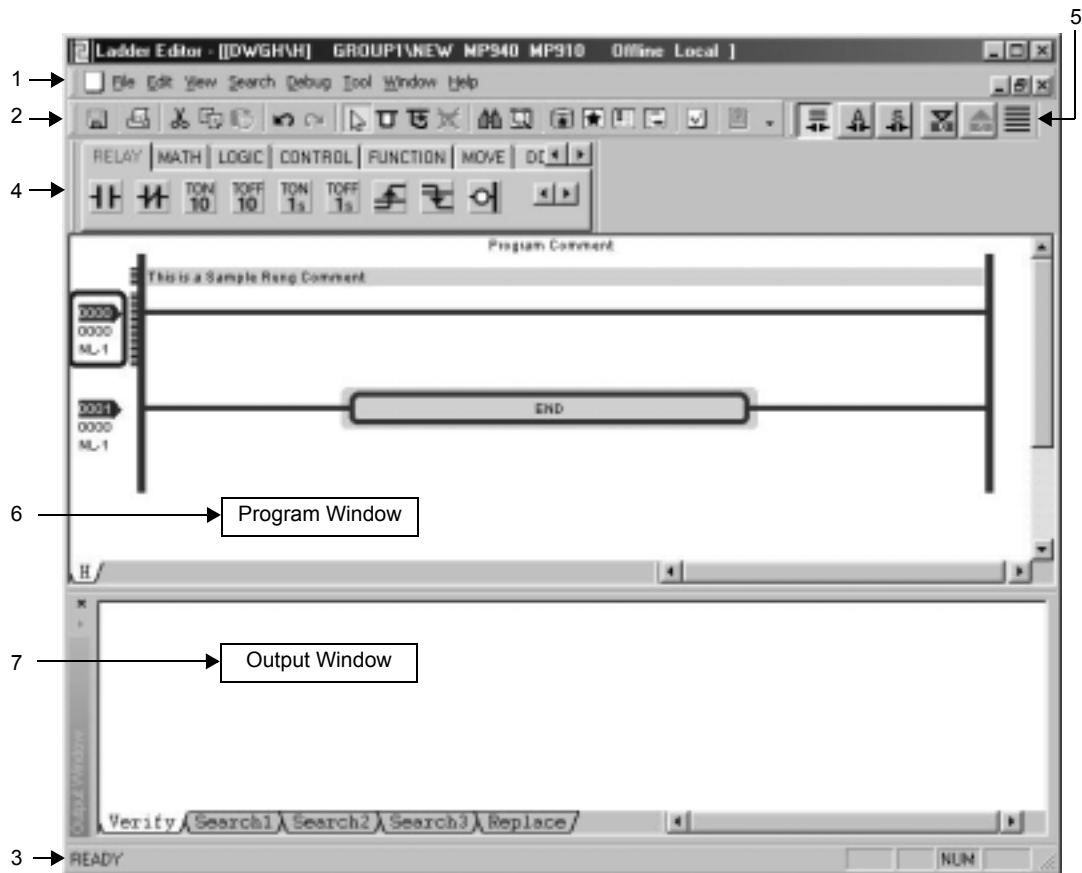 5
Ladder Editor - [[DWGH\H] GROUP1\NEW MP940 MP910 Offline Local ]
1
File Edit View Search Debug Tool Window Help
2
A S
RELAY MATH LOGIC CONTROL FUNCTION MOVE
4
TON 10 TOFF 10 TON 1s TOFF 1s
Program Comment
This is a Sample Rung Comment
0000
0000
NL-1
0001
END
0000
NL-1
6
Program Window
H
7
Output Window
Output Window
Verify Search1 Search2 Search3 Replace
3
READY
NUM